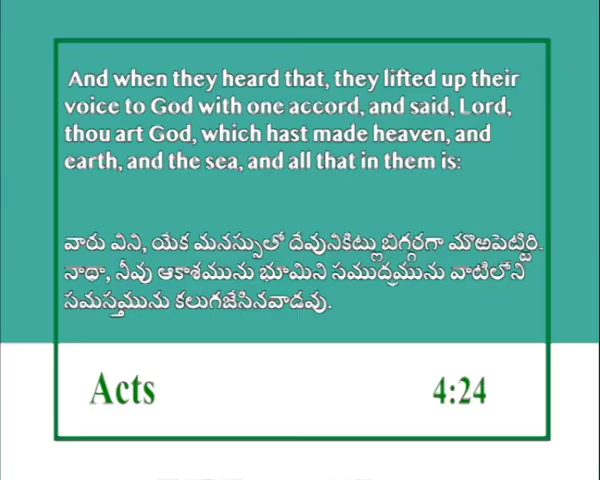 And when they heard that, they lifted up their
voice to God with one accord, and said, Lord,
thou art God, which hast made heaven, and
earth, and the sea, and all that in them is:
వారు విని, యేక మనస్సుతో దేవునికిట్లు బిగ్గరగా మొఱపెట్టిరి.
నాథా, నీవు ఆకాశమును భూమిని సముద్రమును వాటిలోని
సమస్తమును కలుగజేసినవాడవు.
Acts 4:24